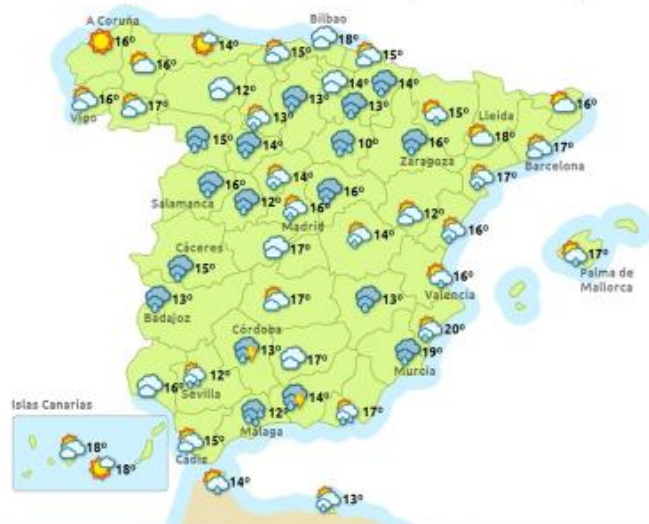 A Coruña
Bilbao
16º
14º
18º
15º
15º
16º
12º
14º
14º
13º
13º
16º
17º
Vigo
13º
15º
Lleida
16º
15º
14º
10º
16º
Zaragoza
18º
17º
Barcelona
16º
Salamanca
14º
12º
16º
Madrid
16º
17º
12º
14º
16º
Cáceres
15º
17º
17º
Palma de
Mallorca
13º
Badajoz
17º
13º
16º
Valencia
Córdoba
13º
17º
20º
19º
Murcia
16º
12º
Sevilla
12º
Málaga
14º
17º
Islas Canarias
18º
18º
15º
Cádiz
14º
13º